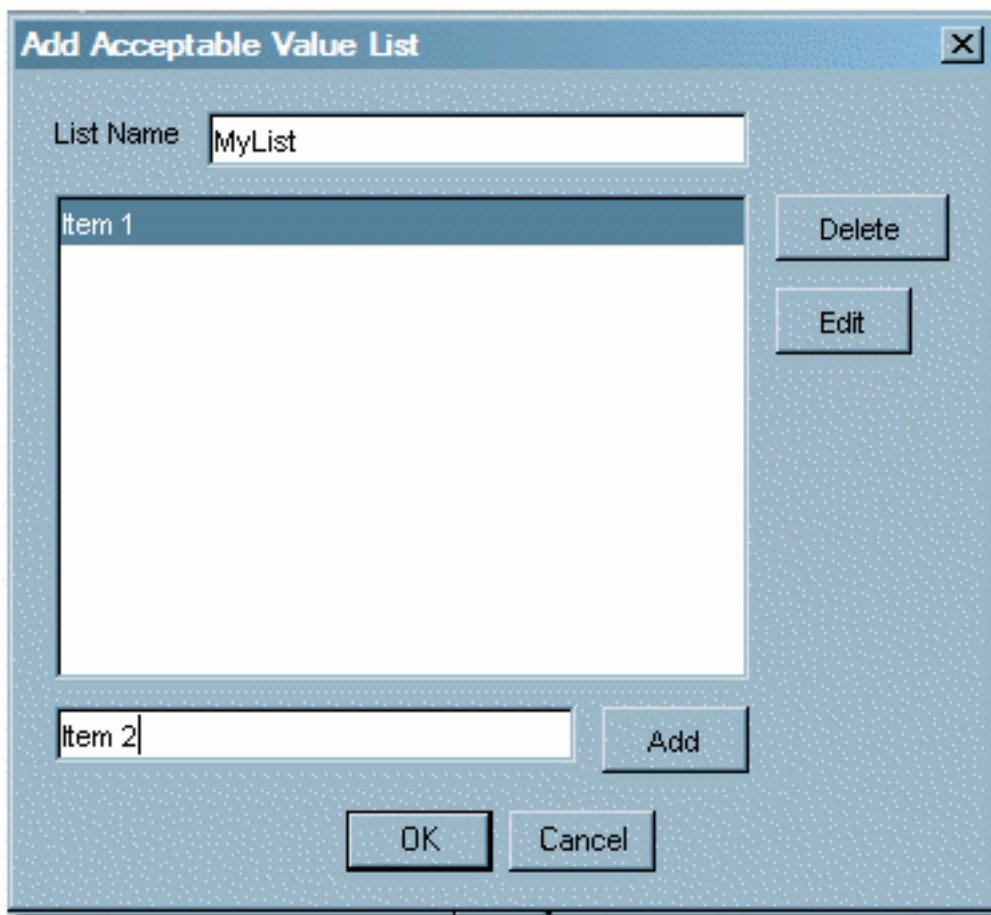 Add Acceptable Value List
List Name MyList
Item 1
Delete
Edit
Item 2
Add
OK Cancel